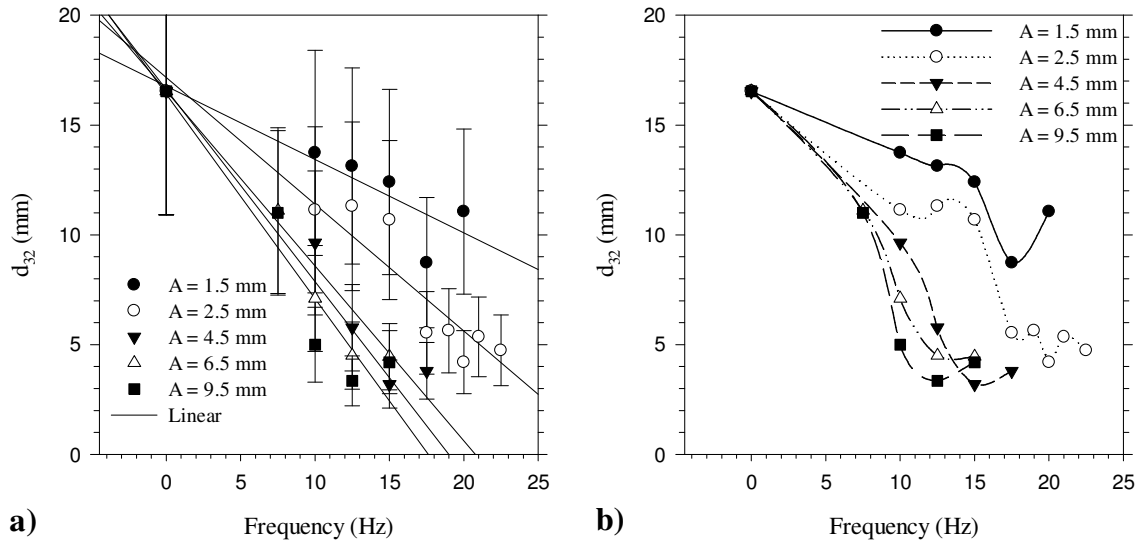 20
15
10
5
0
d32 (mm)
A = 1.5 mm
A = 2.5 mm
A = 4.5 mm
A = 6.5 mm
A = 9.5 mm
Linear
0 5 10 15 20 25
Frequency (Hz)
a)
20
15
10
5
0
d32 (mm)
A = 1.5 mm
A = 2.5 mm
A = 4.5 mm
A = 6.5 mm
A = 9.5 mm
0 5 10 15 20 25
Frequency (Hz)
b)